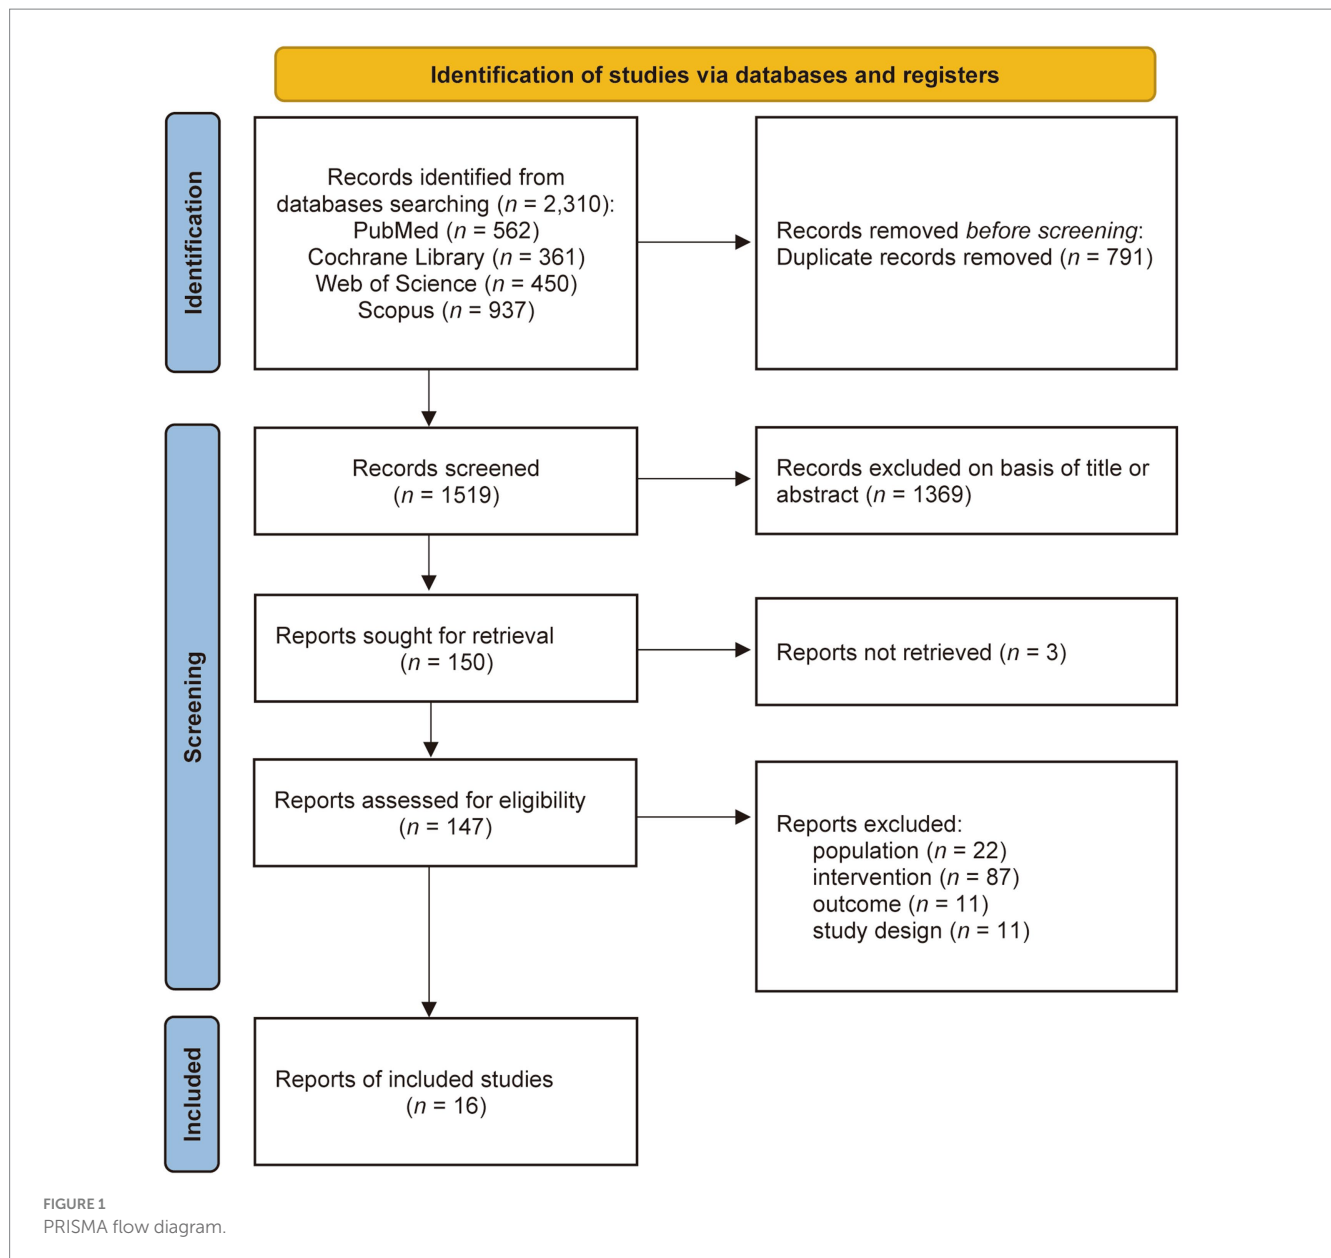 Identification of studies via databases and registers
Identification
Records identified from
databases searching (n = 2,310):
PubMed (n = 562)
Cochrane Library (n = 361)
Web of Science (n = 450)
Scopus (n = 937)
Records removed before screening:
Duplicate records removed (n = 791)
Screening
Records screened
(n = 1519)
Records excluded on basis of title or
abstract (n = 1369)
Reports sought for retrieval
(n = 150)
Reports not retrieved (n = 3)
Reports assessed for eligibility
(n = 147)
Reports excluded:
population (n = 22)
intervention (n = 87)
outcome (n = 11)
study design (n = 11)
Included
Reports of included studies
(n = 16)
FIGURE 1
PRISMA flow diagram.